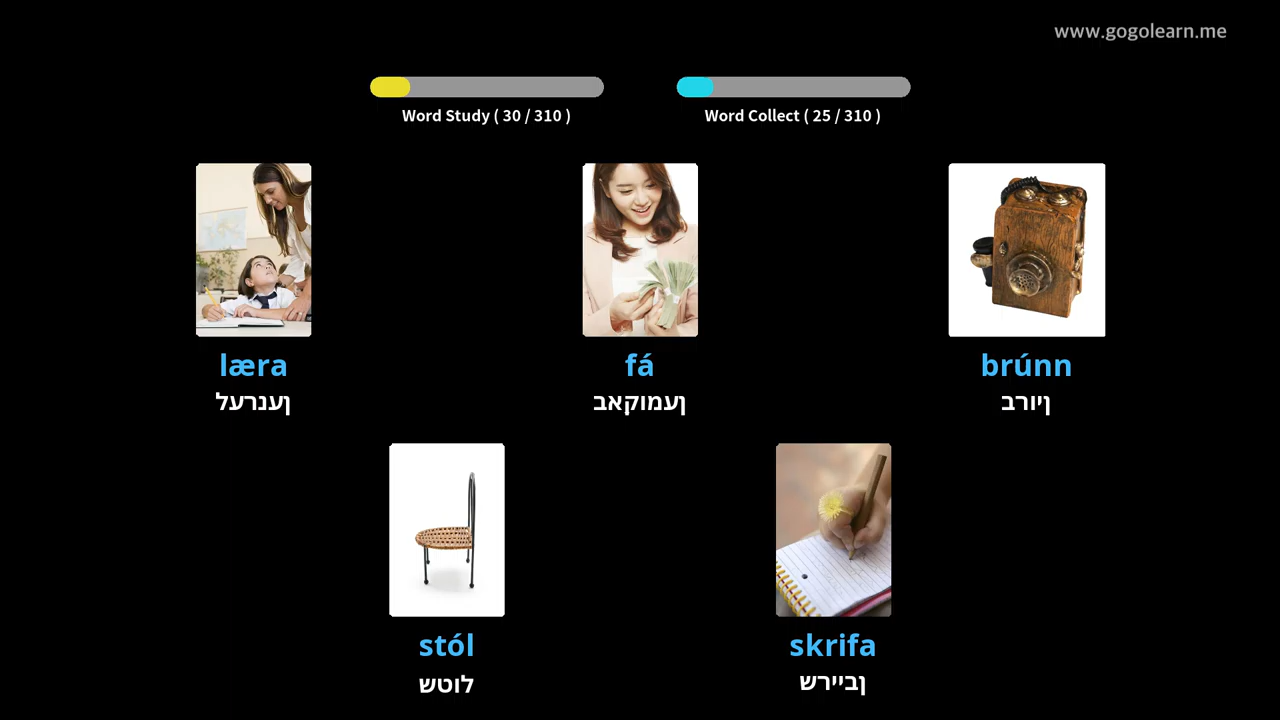 www.gogolearn.me
Word Study ( 30 / 310 )
Word Collect ( 25 / 310 )
læra
fá
brúnn
לערנען
באקומען
ברוין
stól
skrifa
שטול
שרייבן